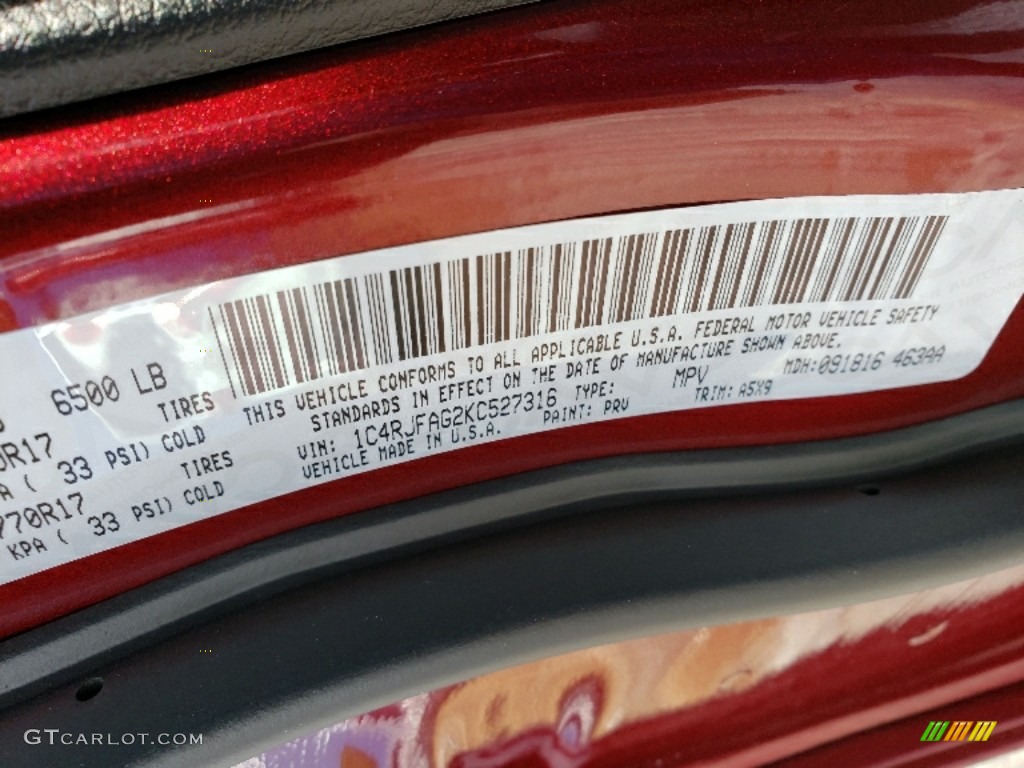 6500 LB
TIRES
R17
( 33 PSI) COLD
TIRES
770R17
KPA ( 33 PSI) COLD
THIS VEHICLE CONFORMS TO ALL APPLICABLE U.S.A. FEDERAL MOTOR VEHICLE SAFETY
STANDARDS IN EFFECT ON THE DATE OF MANUFACTURE SHOWN ABOVE.
MDH:091816 463AA
VIN: 1C4RJFAG2KC527316 TYPE: MPV
VEHICLE MADE IN U.S.A. PAINT: PRV TRIM: A5X9
GTCARLOT.COM